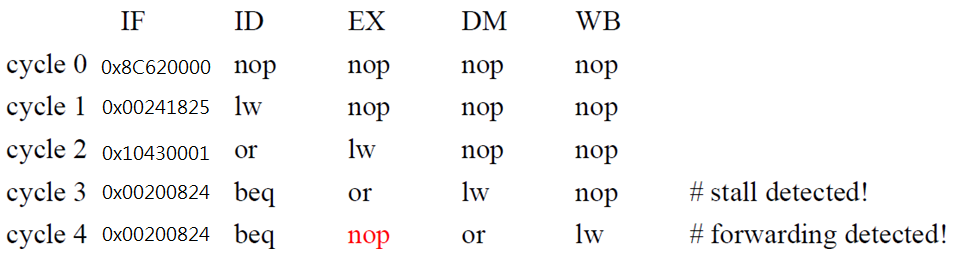 IF ID EX DM WB
cycle 0 0x8C620000 nop nop nop nop
cycle 1 0x00241825 lw nop nop nop
cycle 2 0x10430001 or lw nop nop
cycle 3 0x00200824 beq or lw nop # stall detected!
cycle 4 0x00200824 beq nop or lw # forwarding detected!